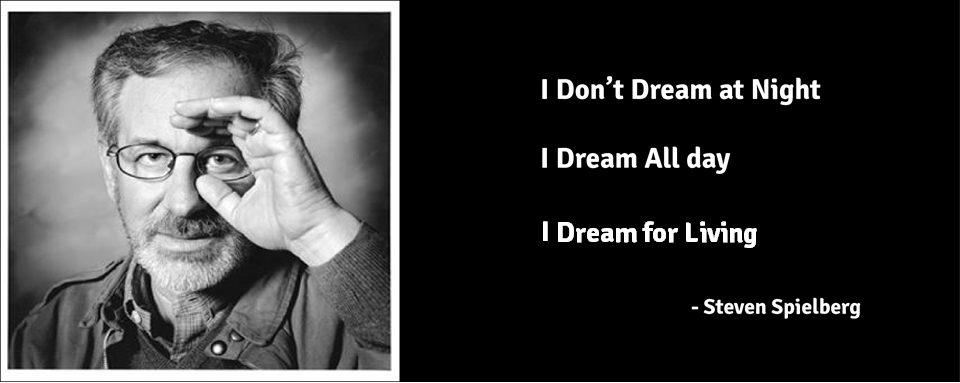 I Don’t Dream at Night
I Dream All day
I Dream for Living
- Steven Spielberg